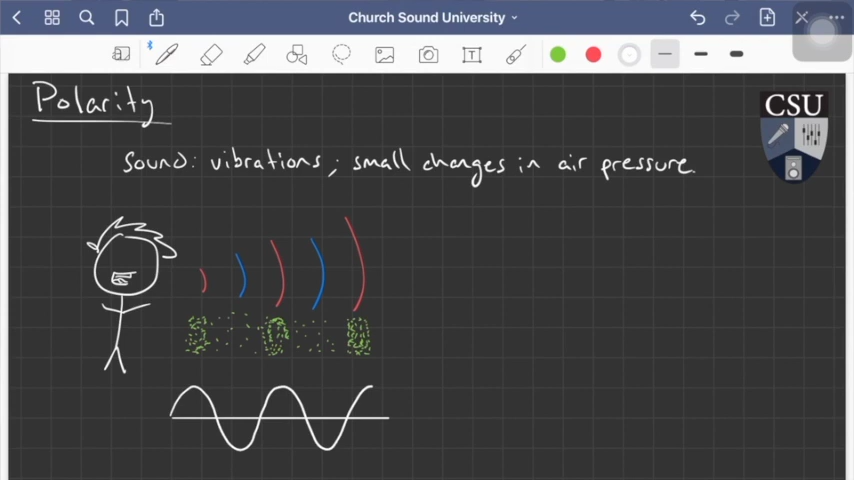 Church Sound University
T
Polarity
CSU
Sound: vibrations; small changes in air pressure.